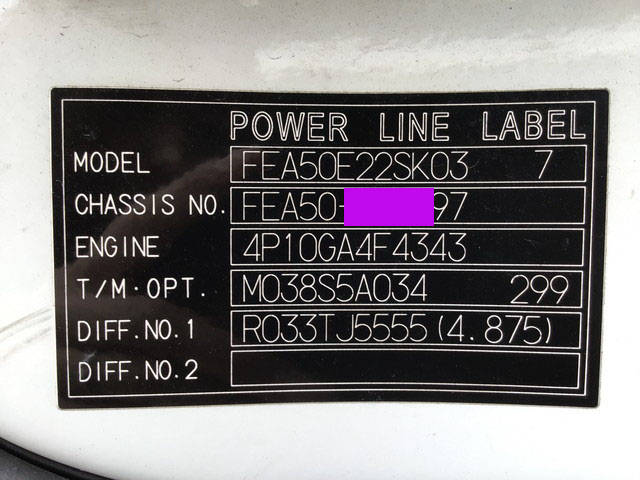 POWER LINE LABEL
MODEL FEA50E22SK03 7
CHASSIS NO. FEA50- 97
ENGINE 4P10GA4F4343
T/M·OPT. M038S5A034 299
DIFF.NO.1 R033TJ5555(4.875)
DIFF.NO.2